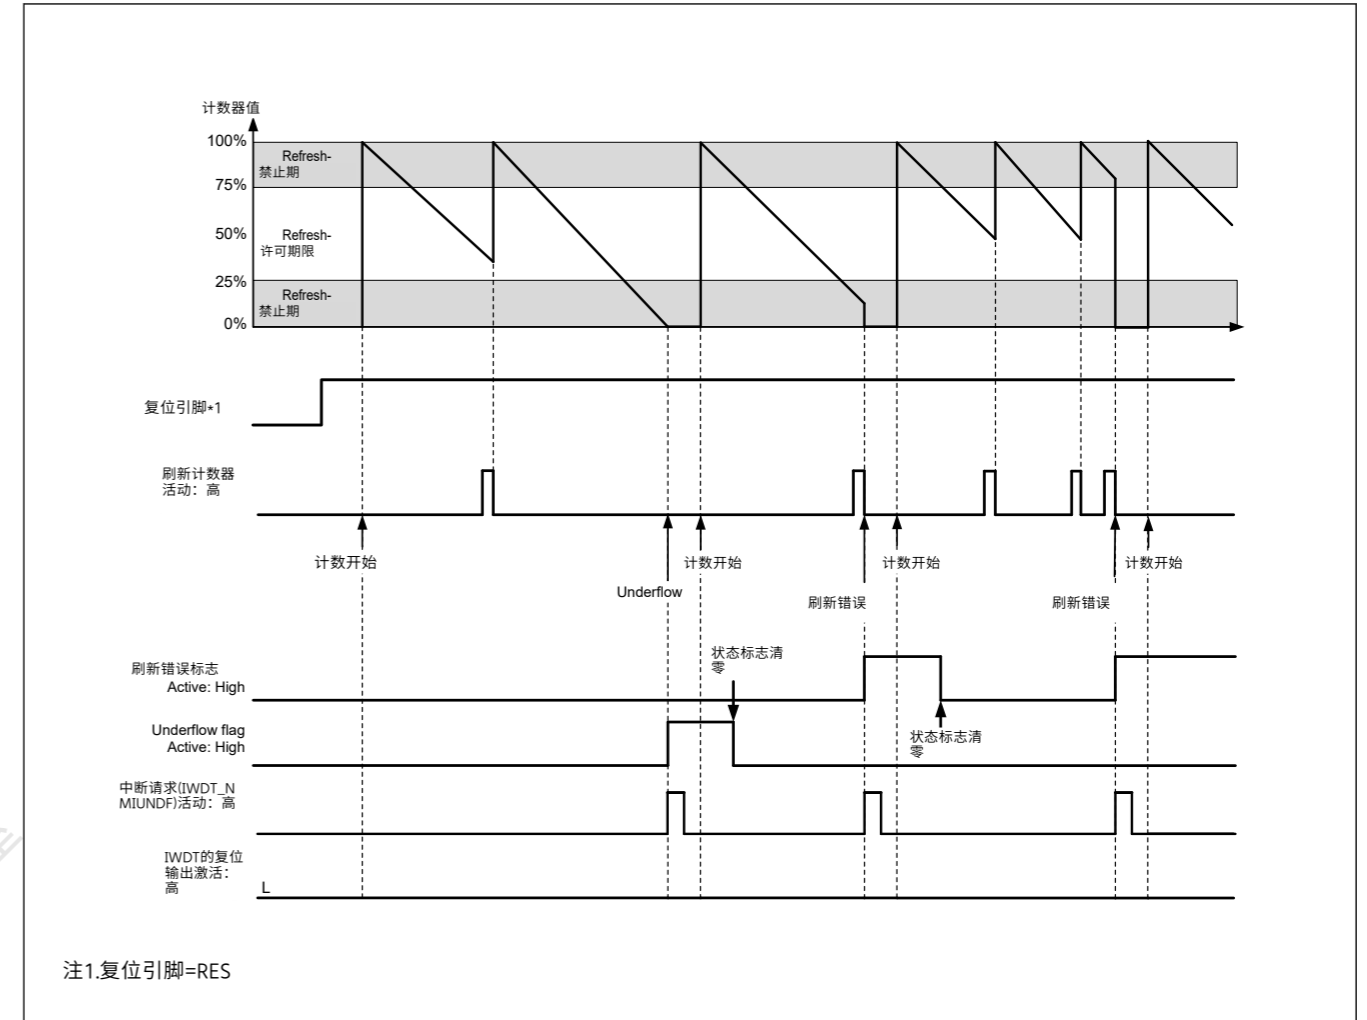 计数器值
100%
Refresh-
禁止期
75%
50%
Refresh-
许可期限
25%
Refresh-
禁止期
0%
复位引脚*1
刷新计数器
活动：高
计数开始
计数开始
计数开始
计数开始
Underflow
刷新错误
刷新错误
状态标志清
零
刷新错误标志
Active: High
Underflow flag
Active: High
状态标志清
零
中断请求(IWDT_N
MIUNDF)活动：高
IWDT的复位
输出激活：
高
L
注1.复位引脚=RES